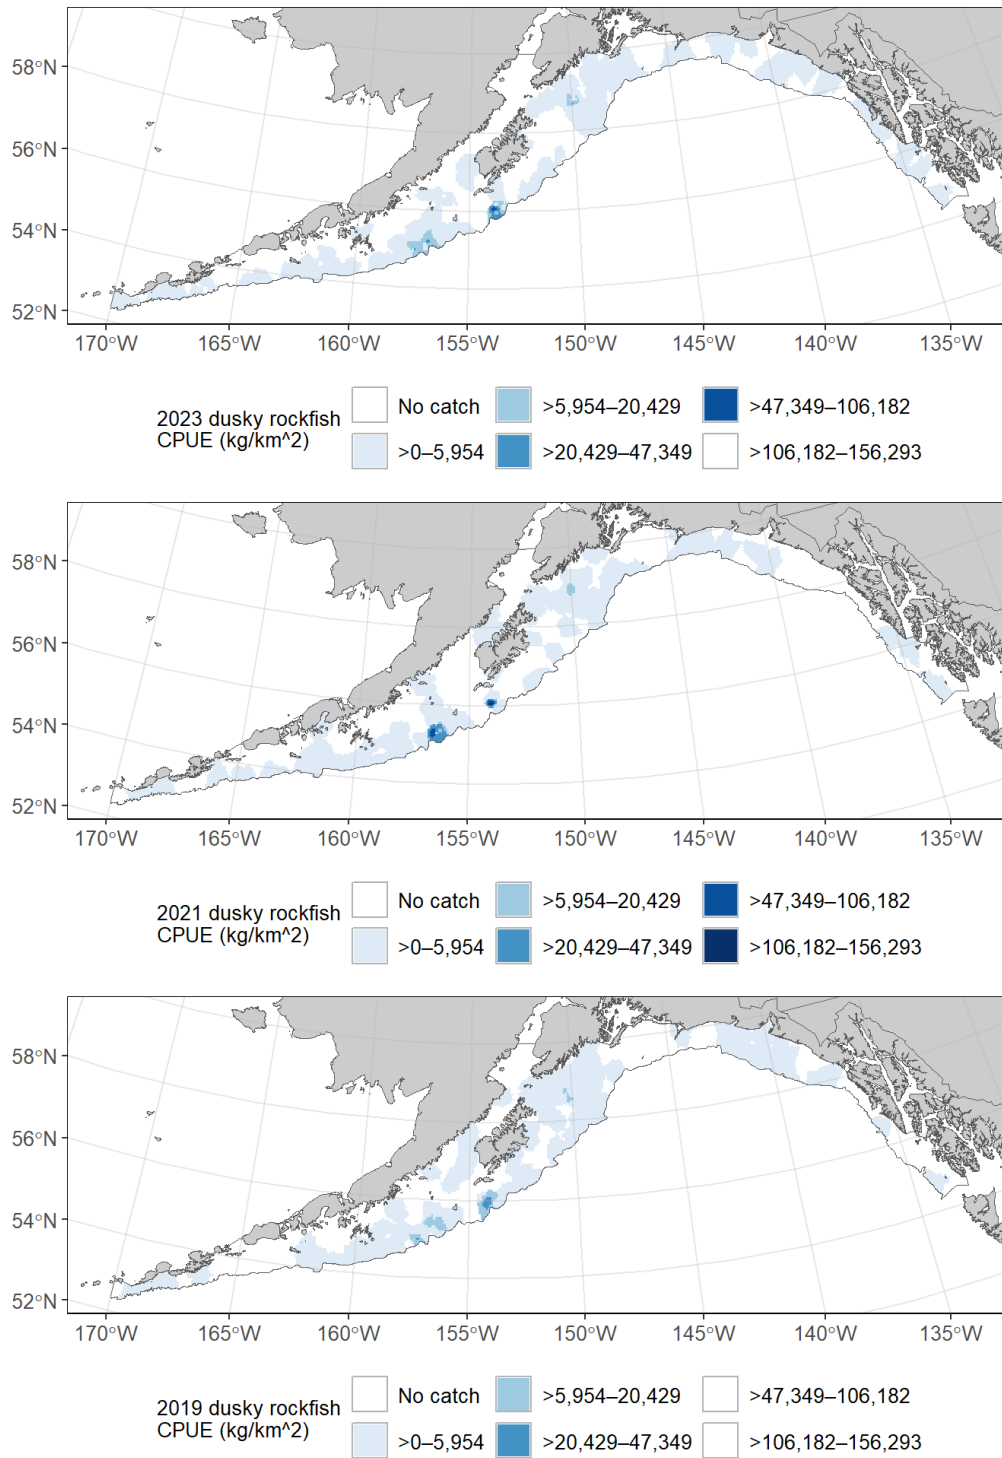 58°N
56°N
54°N
52°N
170°W 165°W 160°W 155°W 150°W 145°W 140°W 135°W
2023 dusky rockfish
CPUE (kg/km^2)
No catch >5,954–20,429 >47,349–106,182
>0–5,954 >20,429–47,349 >106,182–156,293
58°N
56°N
54°N
52°N
170°W 165°W 160°W 155°W 150°W 145°W 140°W 135°W
2021 dusky rockfish
CPUE (kg/km^2)
No catch >5,954–20,429 >47,349–106,182
>0–5,954 >20,429–47,349 >106,182–156,293
58°N
56°N
54°N
52°N
170°W 165°W 160°W 155°W 150°W 145°W 140°W 135°W
2019 dusky rockfish
CPUE (kg/km^2)
No catch >5,954–20,429 >47,349–106,182
>0–5,954 >20,429–47,349 >106,182–156,293